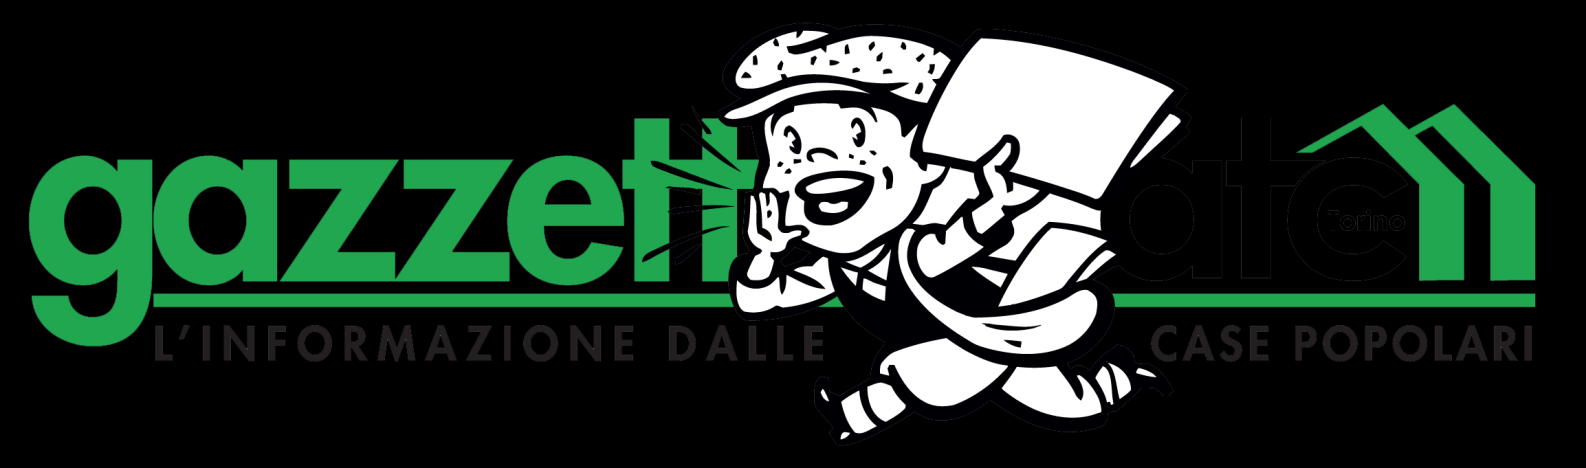 gazzett atc
Torino
L'INFORMAZIONE DALLE CASE POPOLARI